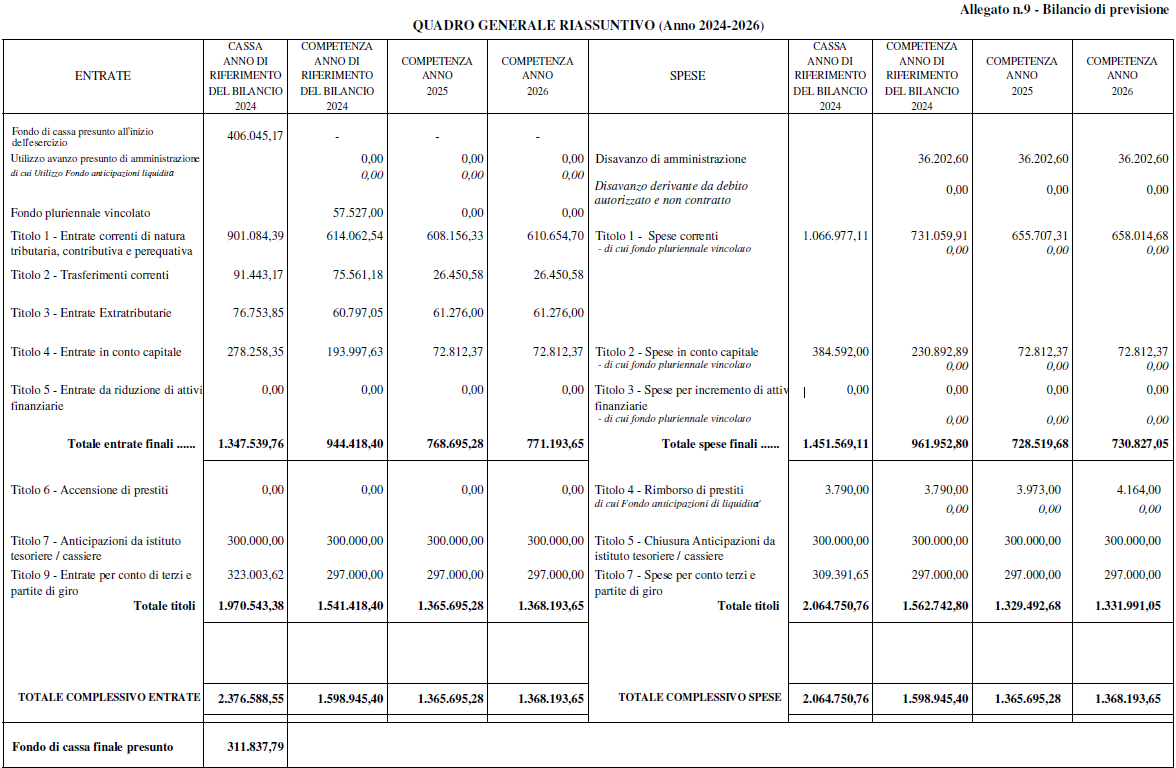 Allegato n.9 - Bilancio di previsione
QUADRO GENERALE RIASSUNTIVO (Anno 2024-2026)
ENTRATE | CASSA ANNO DI RIFERIMENTO DEL BILANCIO 2024 | COMPETENZA ANNO DI RIFERIMENTO DEL BILANCIO 2024 | COMPETENZA ANNO 2025 | COMPETENZA ANNO 2026 | SPESE | CASSA ANNO DI RIFERIMENTO DEL BILANCIO 2024 | COMPETENZA ANNO DI RIFERIMENTO DEL BILANCIO 2024 | COMPETENZA ANNO 2025 | COMPETENZA ANNO 2026
Fondo di cassa presunto all'inizio dell'esercizio 406.045,17 - - -
Utilizzo avanzo presunto di amministrazione 0,00 0,00 0,00 Disavanzo di amministrazione 36.202,60 36.202,60 36.202,60
di cui Utilizzo Fondo anticipazioni liquidità 0,00 0,00 0,00
Disavanzo derivante da debito autorizzato e non contratto 0,00 0,00 0,00
Fondo pluriennale vincolato 57.527,00 0,00 0,00
Titolo 1 - Entrate correnti di natura tributaria, contributiva e perequativa 901.084,39 614.062,54 608.156,33 610.654,70 Titolo 1 - Spese correnti 1.066.977,11 731.059,91 655.707,31 658.014,68
- di cui fondo pluriennale vincolato 0,00 0,00 0,00
Titolo 2 - Trasferimenti correnti 91.443,17 75.561,18 26.450,58 26.450,58
Titolo 3 - Entrate Extratributarie 76.753,85 60.797,05 61.276,00 61.276,00
Titolo 4 - Entrate in conto capitale 278.258,35 193.997,63 72.812,37 72.812,37 Titolo 2 - Spese in conto capitale 384.592,00 230.892,89 72.812,37 72.812,37
- di cui fondo pluriennale vincolato 0,00 0,00 0,00
Titolo 5 - Entrate da riduzione di attivi finanziarie 0,00 0,00 0,00 0,00 Titolo 3 - Spese per incremento di attiv finanziarie 0,00 0,00 0,00 0,00
- di cui fondo pluriennale vincolato 0,00 0,00 0,00
Totale entrate finali ...... 1.347.539,76 944.418,40 768.695,28 771.193,65 Totale spese finali ...... 1.451.569,11 961.952,80 728.519,68 730.827,05
Titolo 6 - Accensione di prestiti 0,00 0,00 0,00 0,00 Titolo 4 - Rimborso di prestiti 3.790,00 3.790,00 3.973,00 4.164,00
di cui Fondo anticipazioni di liquidita' 0,00 0,00 0,00
Titolo 7 - Anticipazioni da istituto tesoriere / cassiere 300.000,00 300.000,00 300.000,00 300.000,00 Titolo 5 - Chiusura Anticipazioni da istituto tesoriere / cassiere 300.000,00 300.000,00 300.000,00 300.000,00
Titolo 9 - Entrate per conto di terzi e partite di giro 323.003,62 297.000,00 297.000,00 297.000,00 Titolo 7 - Spese per conto terzi e partite di giro 309.391,65 297.000,00 297.000,00 297.000,00
Totale titoli 1.970.543,38 1.541.418,40 1.365.695,28 1.368.193,65 Totale titoli 2.064.750,76 1.562.742,80 1.329.492,68 1.331.991,05
TOTALE COMPLESSIVO ENTRATE 2.376.588,55 1.598.945,40 1.365.695,28 1.368.193,65 TOTALE COMPLESSIVO SPESE 2.064.750,76 1.598.945,40 1.365.695,28 1.368.193,65
Fondo di cassa finale presunto 311.837,79